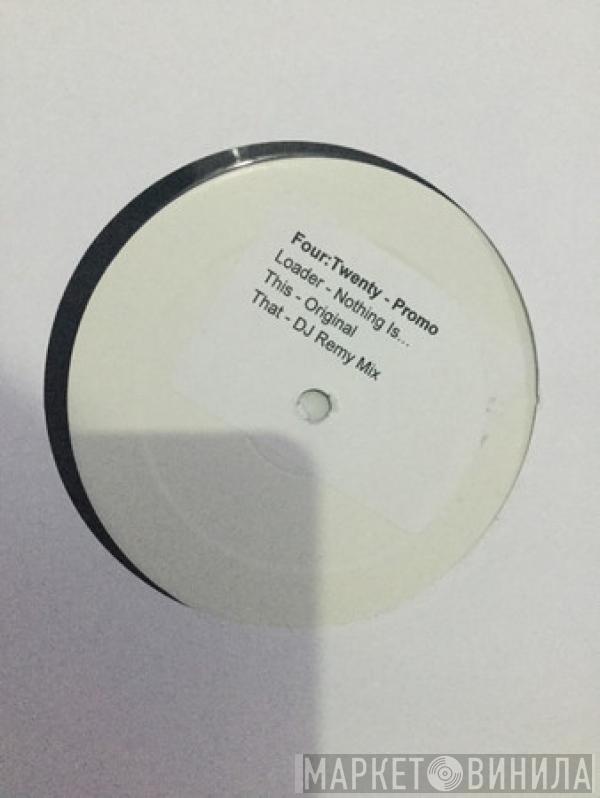 Four:Twenty - Promo
Loader - Nothing Is...
This - Original
That - DJ Remy Mix
МАРКЕТ ВИНИЛА